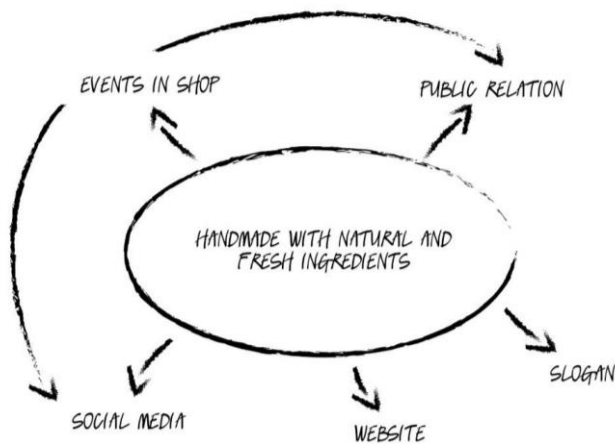 EVENTS IN SHOP
PUBLIC RELATION
HANDMADE WITH NATURAL AND
FRESH INGREDIENTS
SLOGAN
SOCIAL MEDIA
WEBSITE